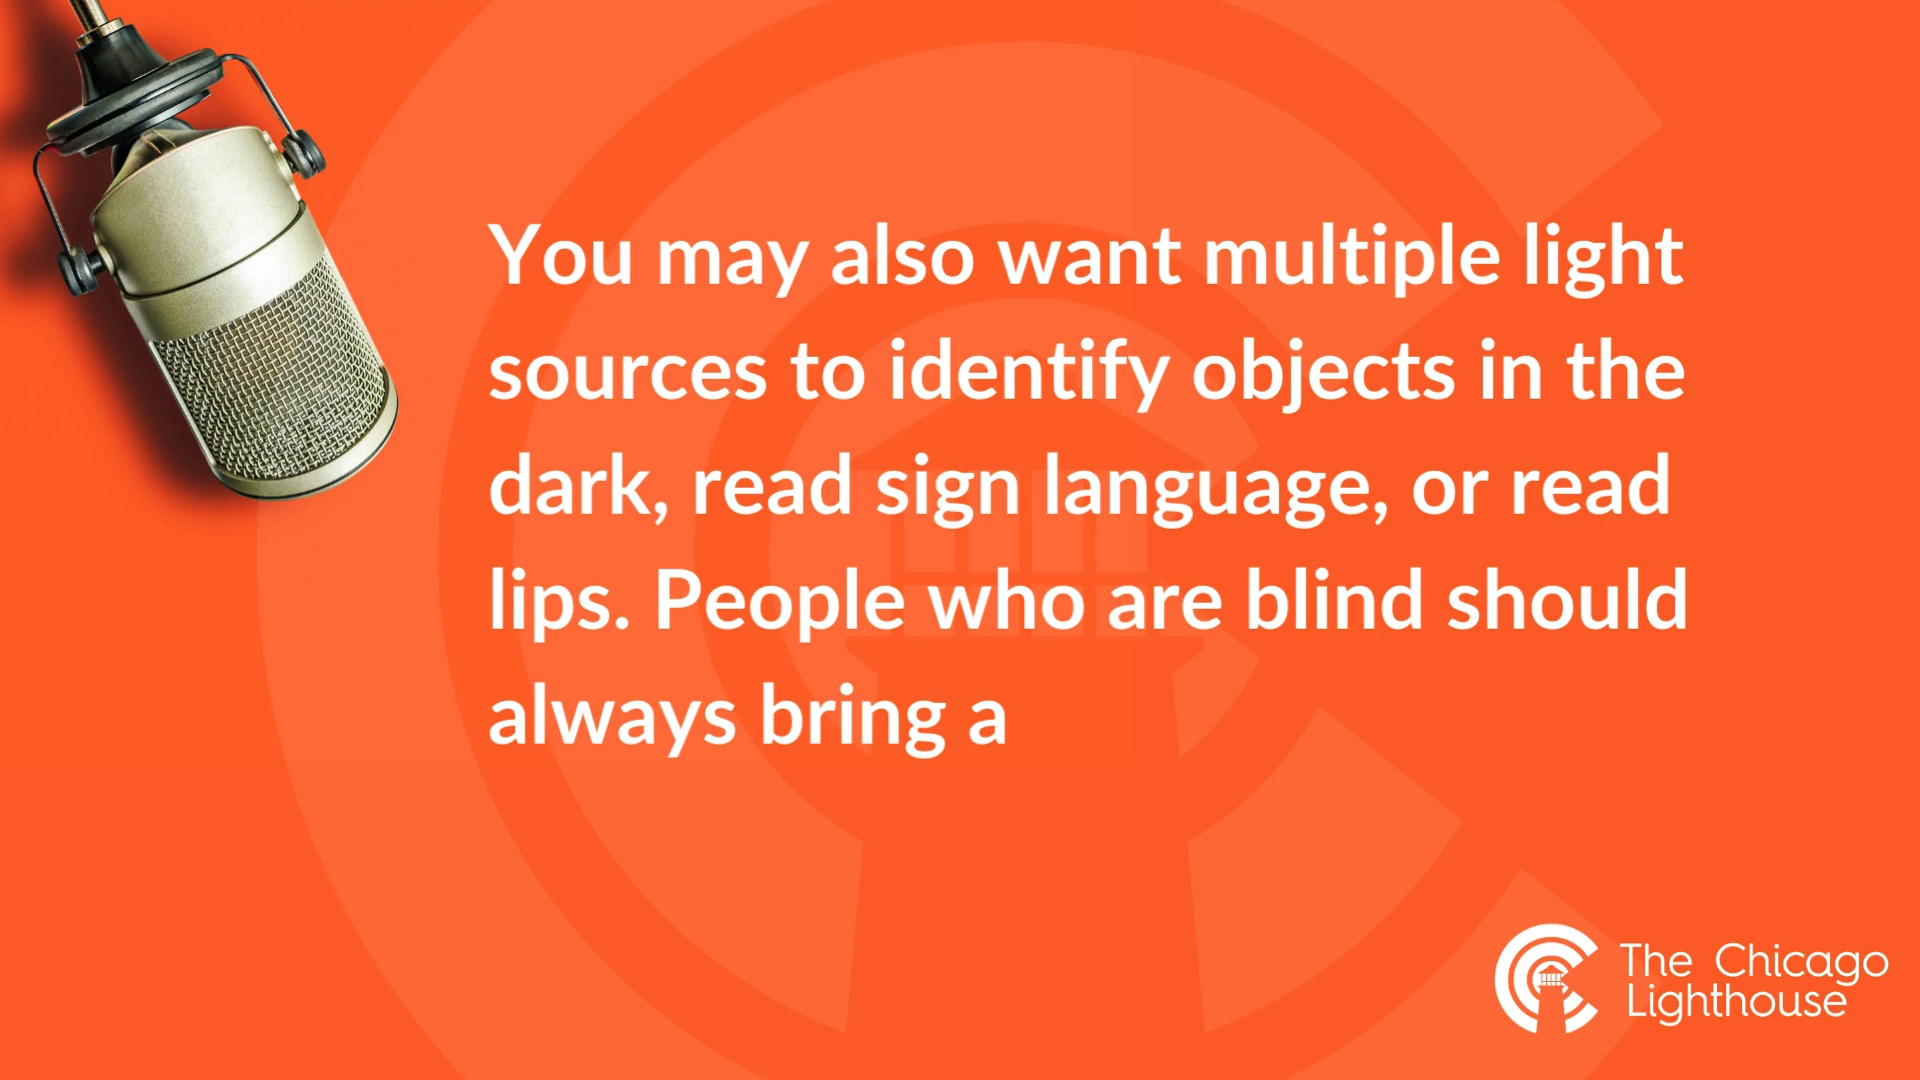 You may also want multiple light
sources to identify objects in the
dark, read sign language, or read
lips. People who are blind should
always bring a
The Chicago
Lighthouse